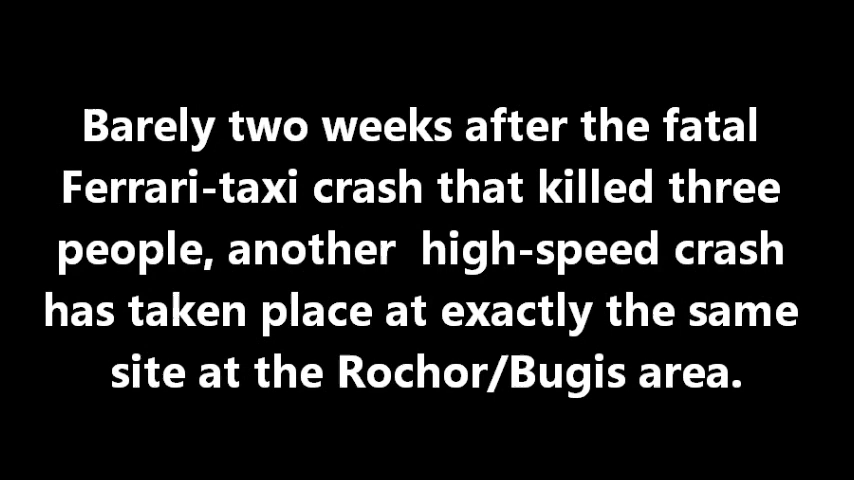 Barely two weeks after the fatal
Ferrari-taxi crash that killed three
people, another  high-speed crash
has taken place at exactly the same
site at the Rochor/Bugis area.